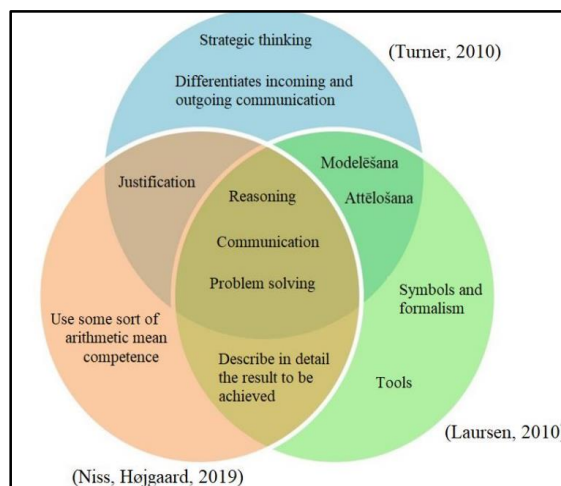 Strategic thinking
(Turner, 2010)
Differentiates incoming and
outgoing communication
Modelēšana
Justification
Reasoning
Attēlošana
Communication
Problem solving
Symbols and
formalism
Use some sort of
arithmetic mean
competence
Describe in detail
the result to be
achieved
Tools
(Laursen, 2010)
(Niss, Højgaard, 2019)